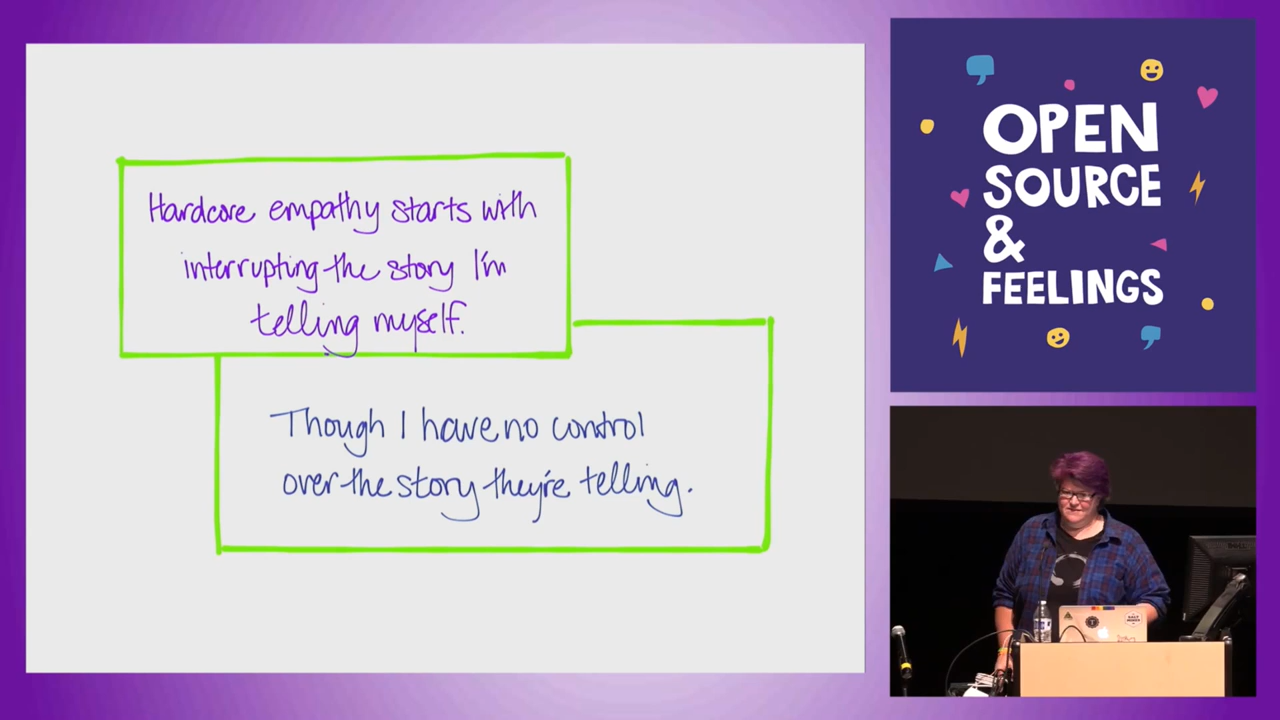 Hardcore empathy starts with
interrupting the story I'm
telling myself.
Though I have no control
over the story they're telling.
OPEN
SOURCE
&
FEELINGS
DELL